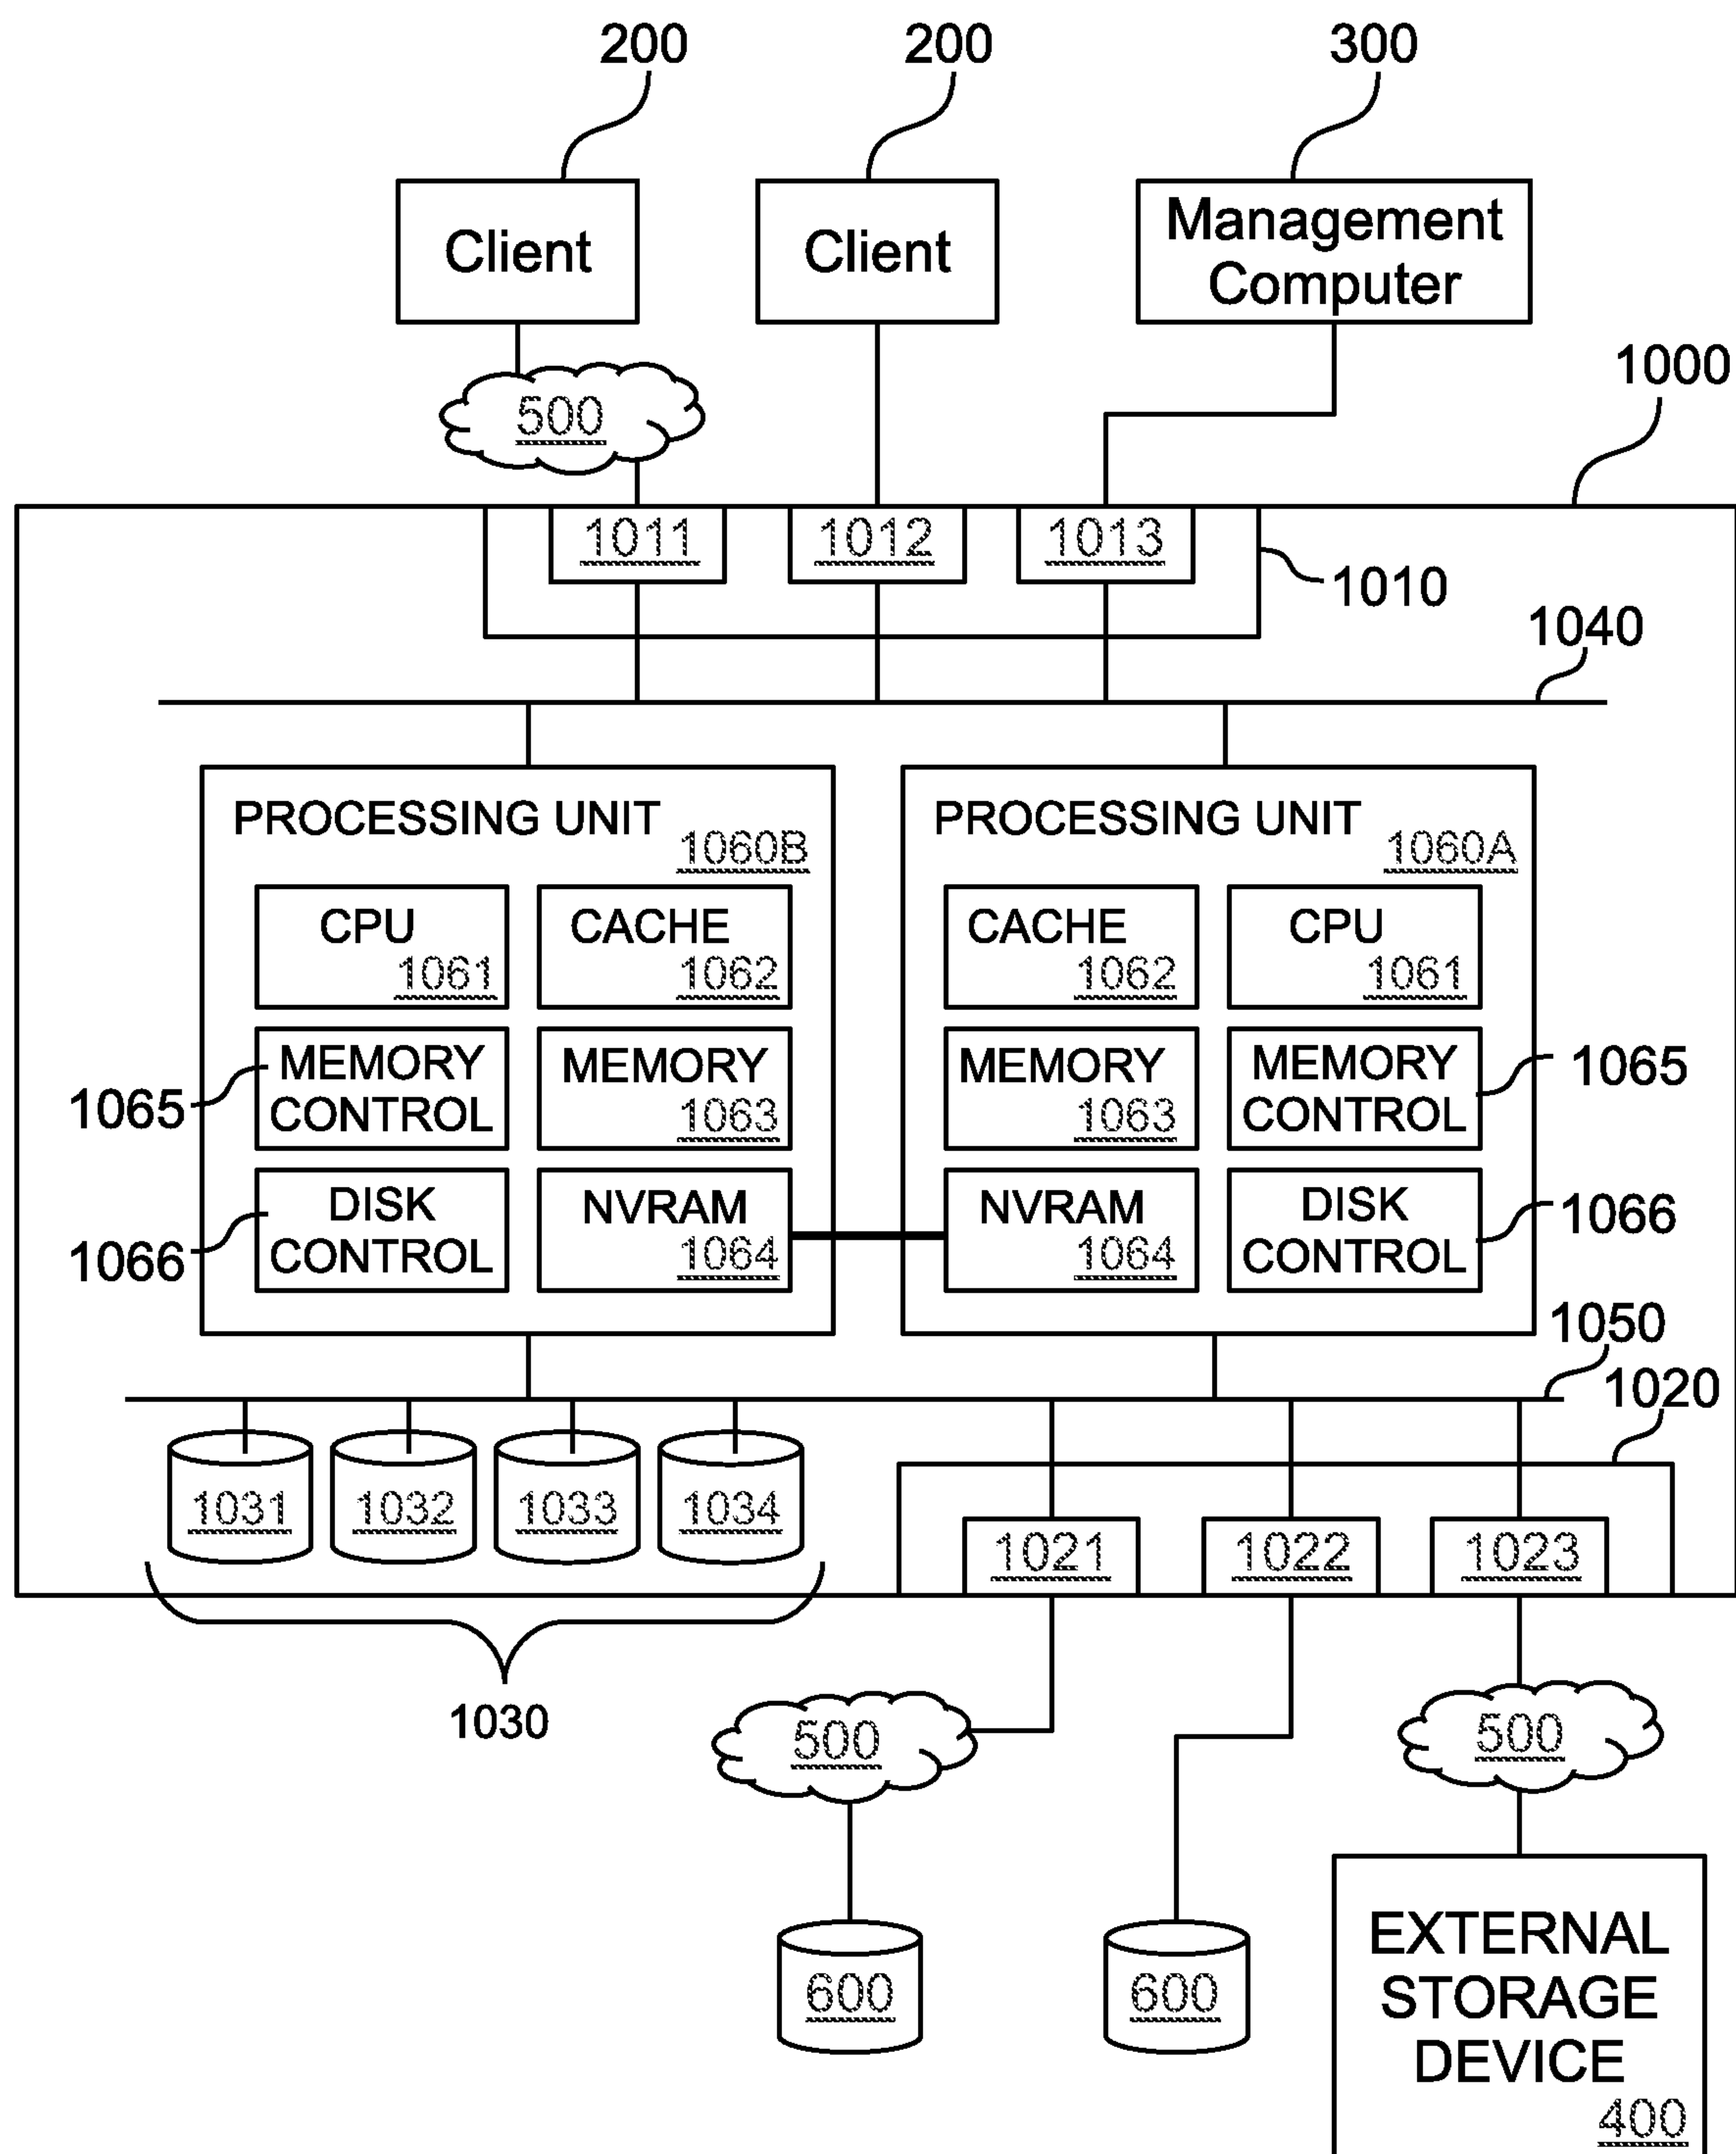 200
200
300
Client
Client
Management
Computer
500
1000
1011
1012
1013
1010
1040
PROCESSING UNIT
1060B
CPU
1061
CACHE
1062
1065
MEMORY
CONTROL
MEMORY
1063
1066
DISK
CONTROL
NVRAM
1064
PROCESSING UNIT
1060A
CACHE
1062
CPU
1061
MEMORY
1063
MEMORY
CONTROL
1065
NVRAM
1064
DISK
CONTROL
1066
1050
1020
1031
1032
1033
1034
1021
1022
1023
1030
500
500
600
600
EXTERNAL
STORAGE
DEVICE
400